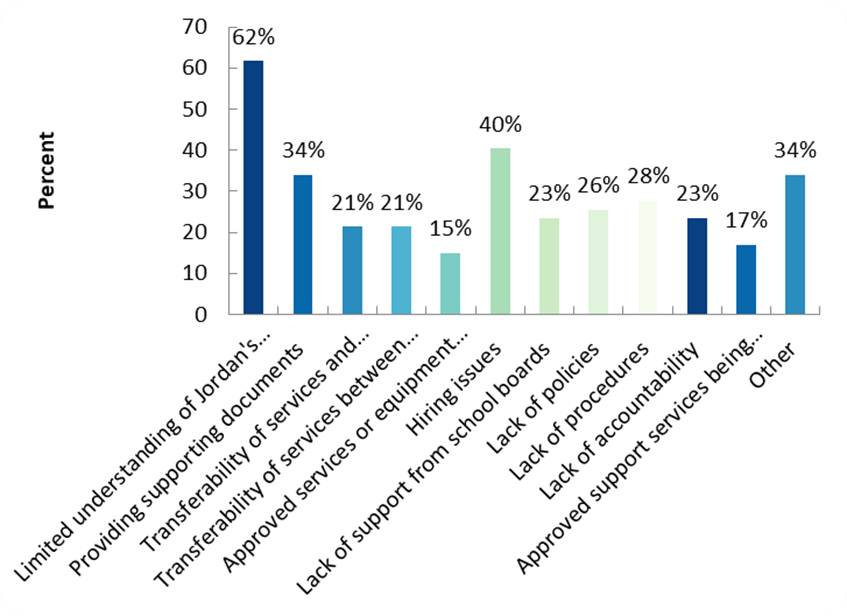 Percent
70
60
50
40
30
20
10
0
62%
34%
21%
21%
15%
40%
23%
26%
28%
23%
17%
34%
Limited understanding of Jordan's...
Providing supporting documents
Transferability of services and...
Transferability of services between...
Approved services or equipment...
Hiring issues
Lack of support from school boards
Lack of policies
Lack of procedures
Lack of accountability
Approved support services being...
Other